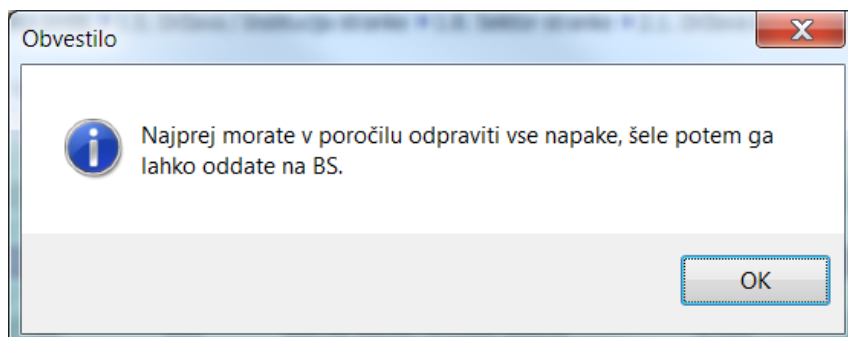 Obvestilo
Najprej morate v poročilu odpraviti vse napake, šele potem ga
lahko oddate na BS.
OK